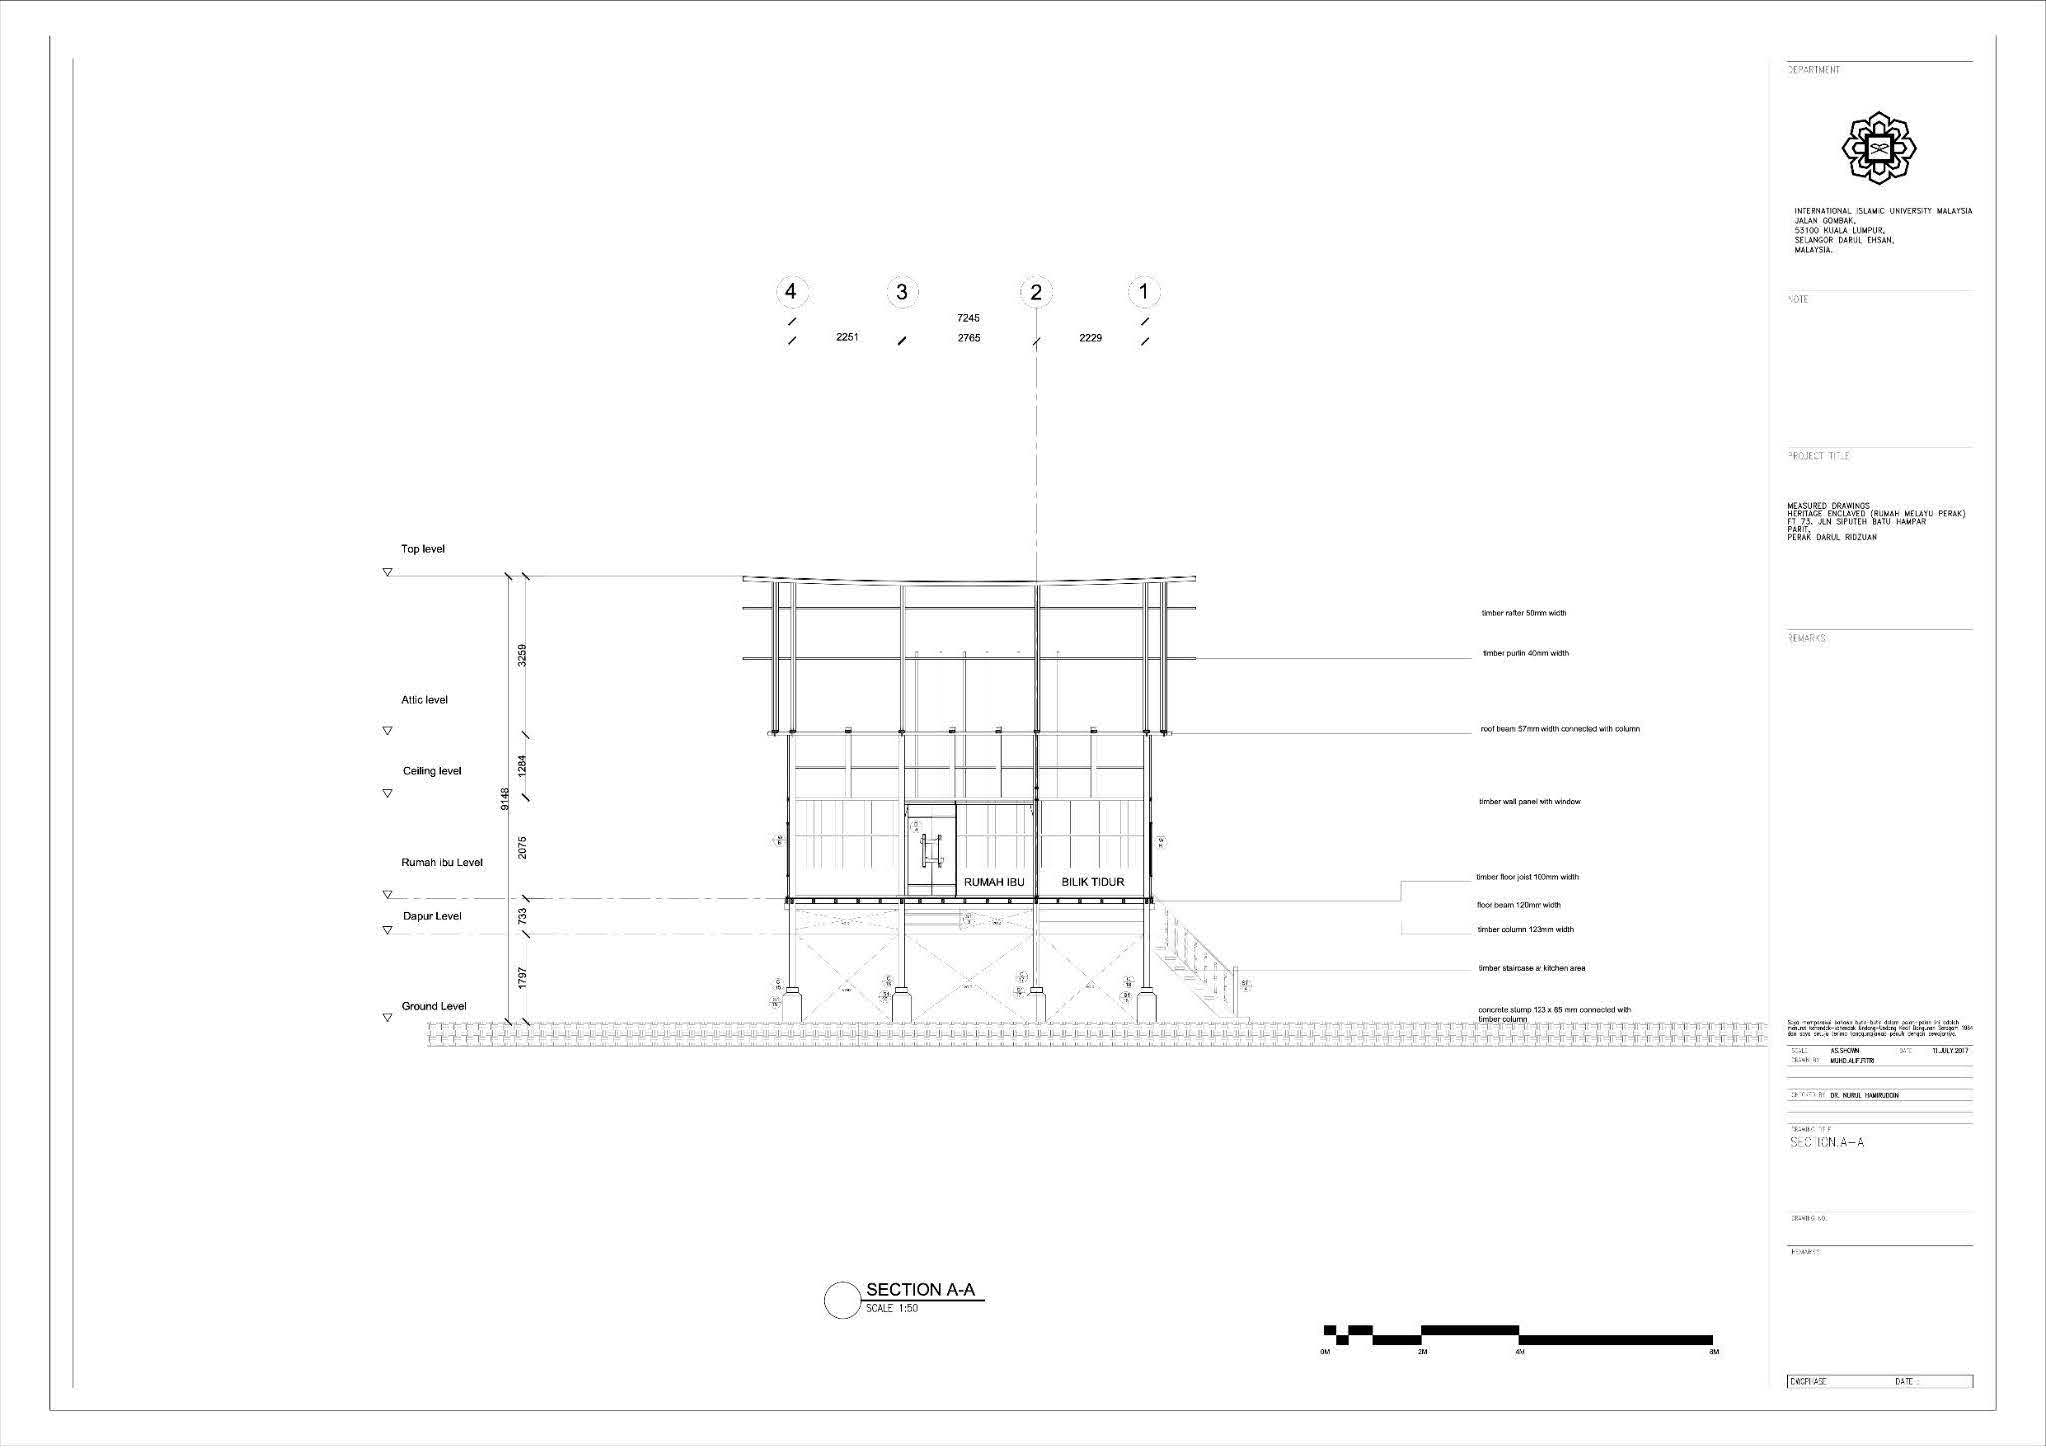 DEPARTMENT
INTERNATIONAL ISLAMIC UNIVERSITY MALAYSIA
JALAN GOMBAK,
53100 KUALA LUMPUR,
SELANGOR DARUL EHSAN,
MALAYSIA.
NOTE
PROJECT TITLE
MEASURED DRAWINGS
HERITAGE ENCLAVED (RUMAH MELAYU PERAK)
FT 73, JLN SIPUTEH BATU HAMPAR
PARIT,
PERAK DARUL RIDZUAN
REMARKS
4 3 2 1
7245
2251 2765 2229
Top level
3259
Attic level
1284
Ceiling level
9148
2075
Rumah ibu Level
733
Dapur Level
1797
Ground Level
RUMAH IBU BILIK TIDUR
timber rafter 50mm width
timber purlin 40mm width
roof beam 57mm width connected with column
timber wall panel with window
timber floor joist 100mm width
floor beam 120mm width
timber column 123mm width
timber staircase at kitchen area
concrete stump 123 x 85 mm connected with
timber column
SCALE AS.SHOWN DATE 11.JULY.2017
DRAWN BY MUHD.ALIF.FITRI
CHECKED BY DR. NURUL HAMIRUDDIN
DRAWING TITLE
SECTION.A-A
DRAWING NO.
REMARKS
SECTION A-A
SCALE 1:50
0M 2M 4M 8M
DWGPHASE DATE :